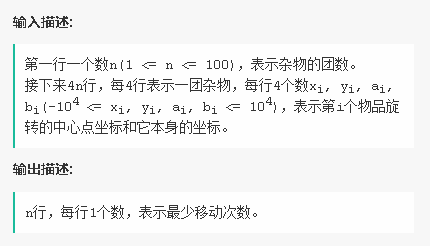 输入描述:
第一行一个数n(1 <= n <= 100)，表示杂物的团数。
接下来4n行，每4行表示一团杂物，每行4个数xi, yi, ai,
bi(-10^4 <= xi, yi, ai, bi <= 10^4)，表示第i个物品旋
转的中心点坐标和它本身的坐标。
输出描述:
n行，每行1个数，表示最少移动次数。